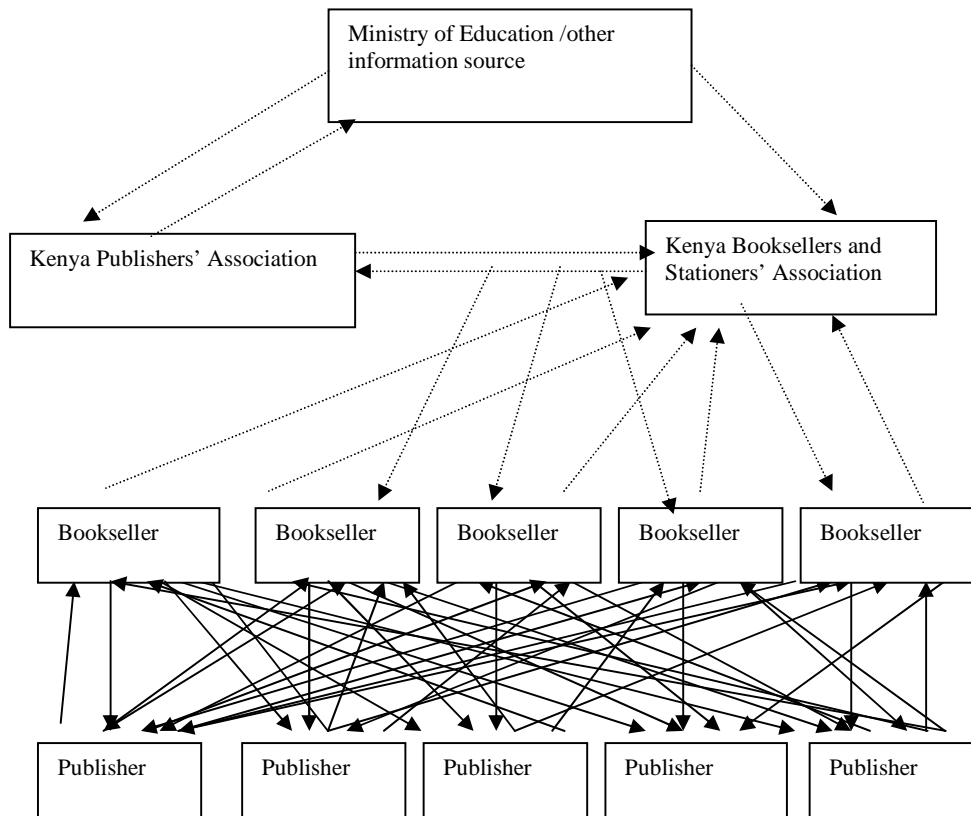 Ministry of Education /other
information source
Kenya Publishers’ Association
Kenya Booksellers and
Stationers’ Association
Bookseller
Bookseller
Bookseller
Bookseller
Bookseller
Publisher
Publisher
Publisher
Publisher
Publisher